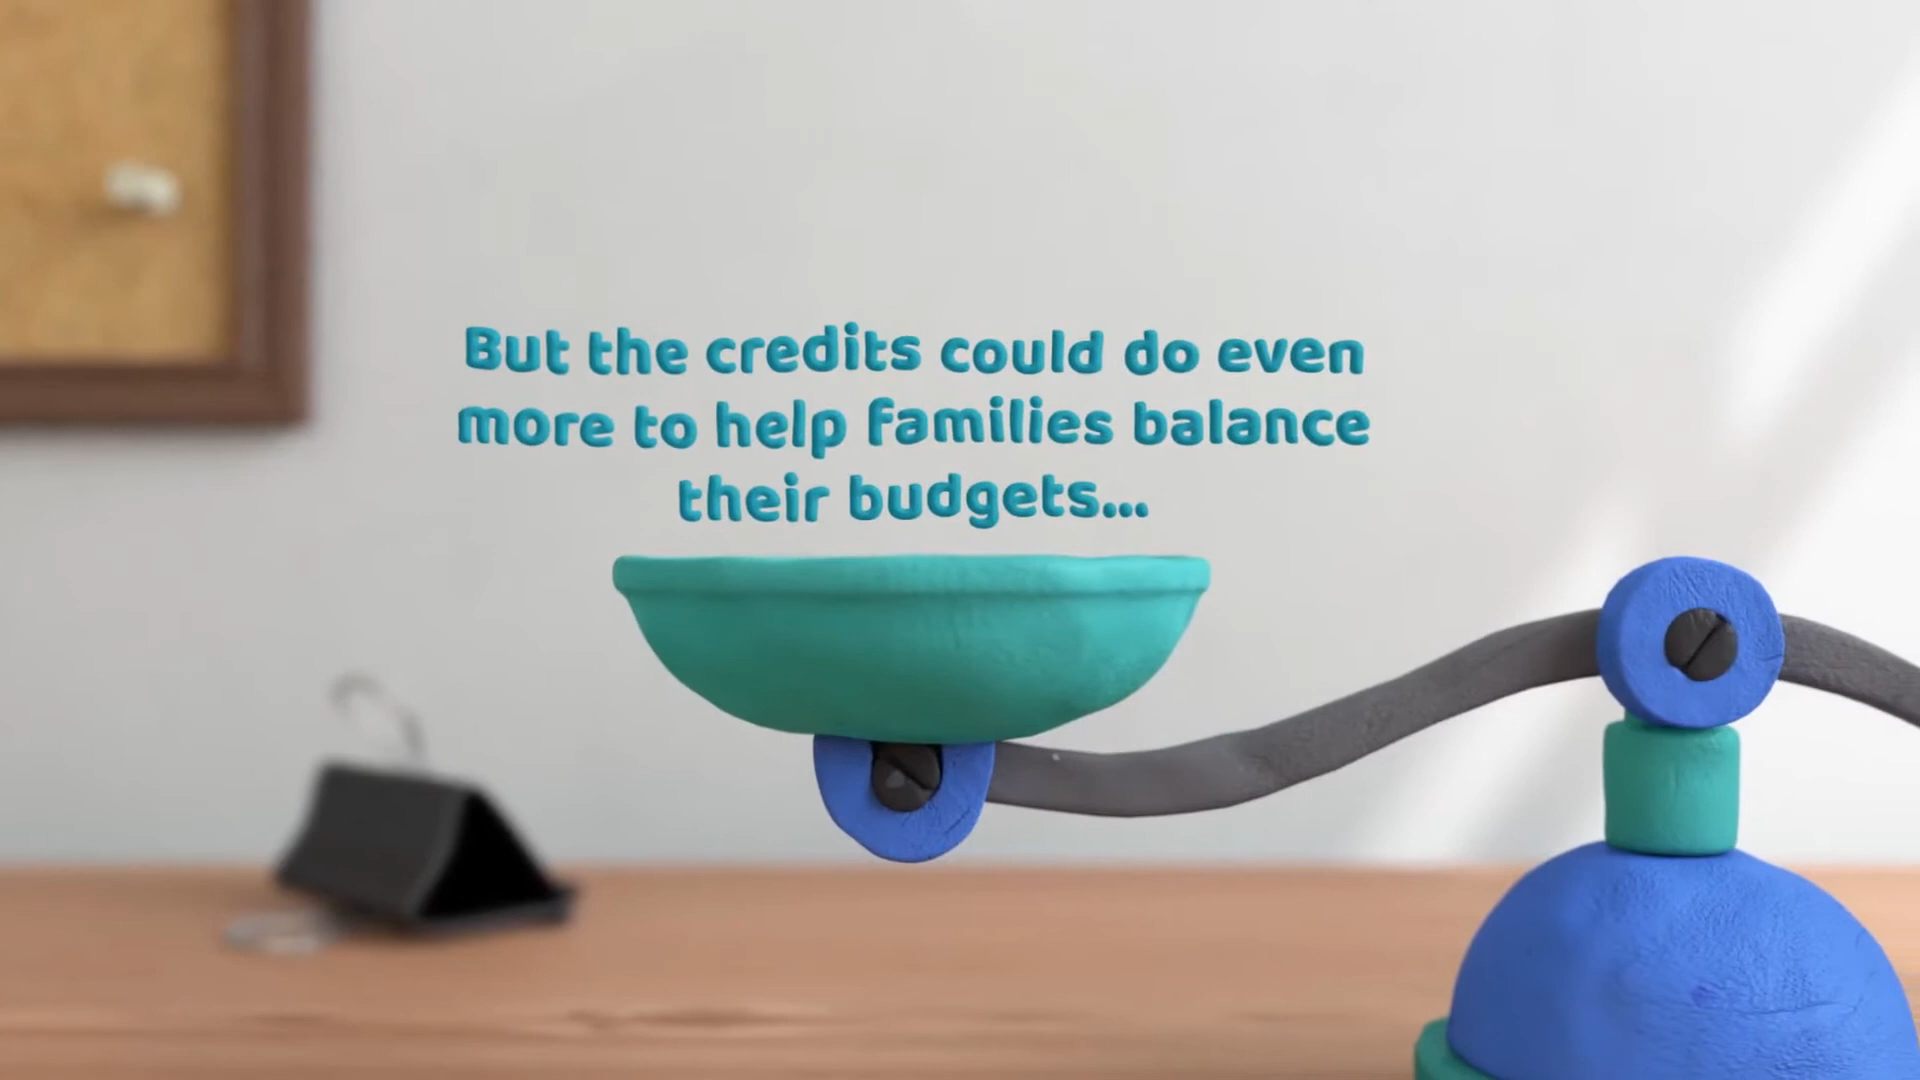 But the credits could do even
more to help families balance
their budgets...